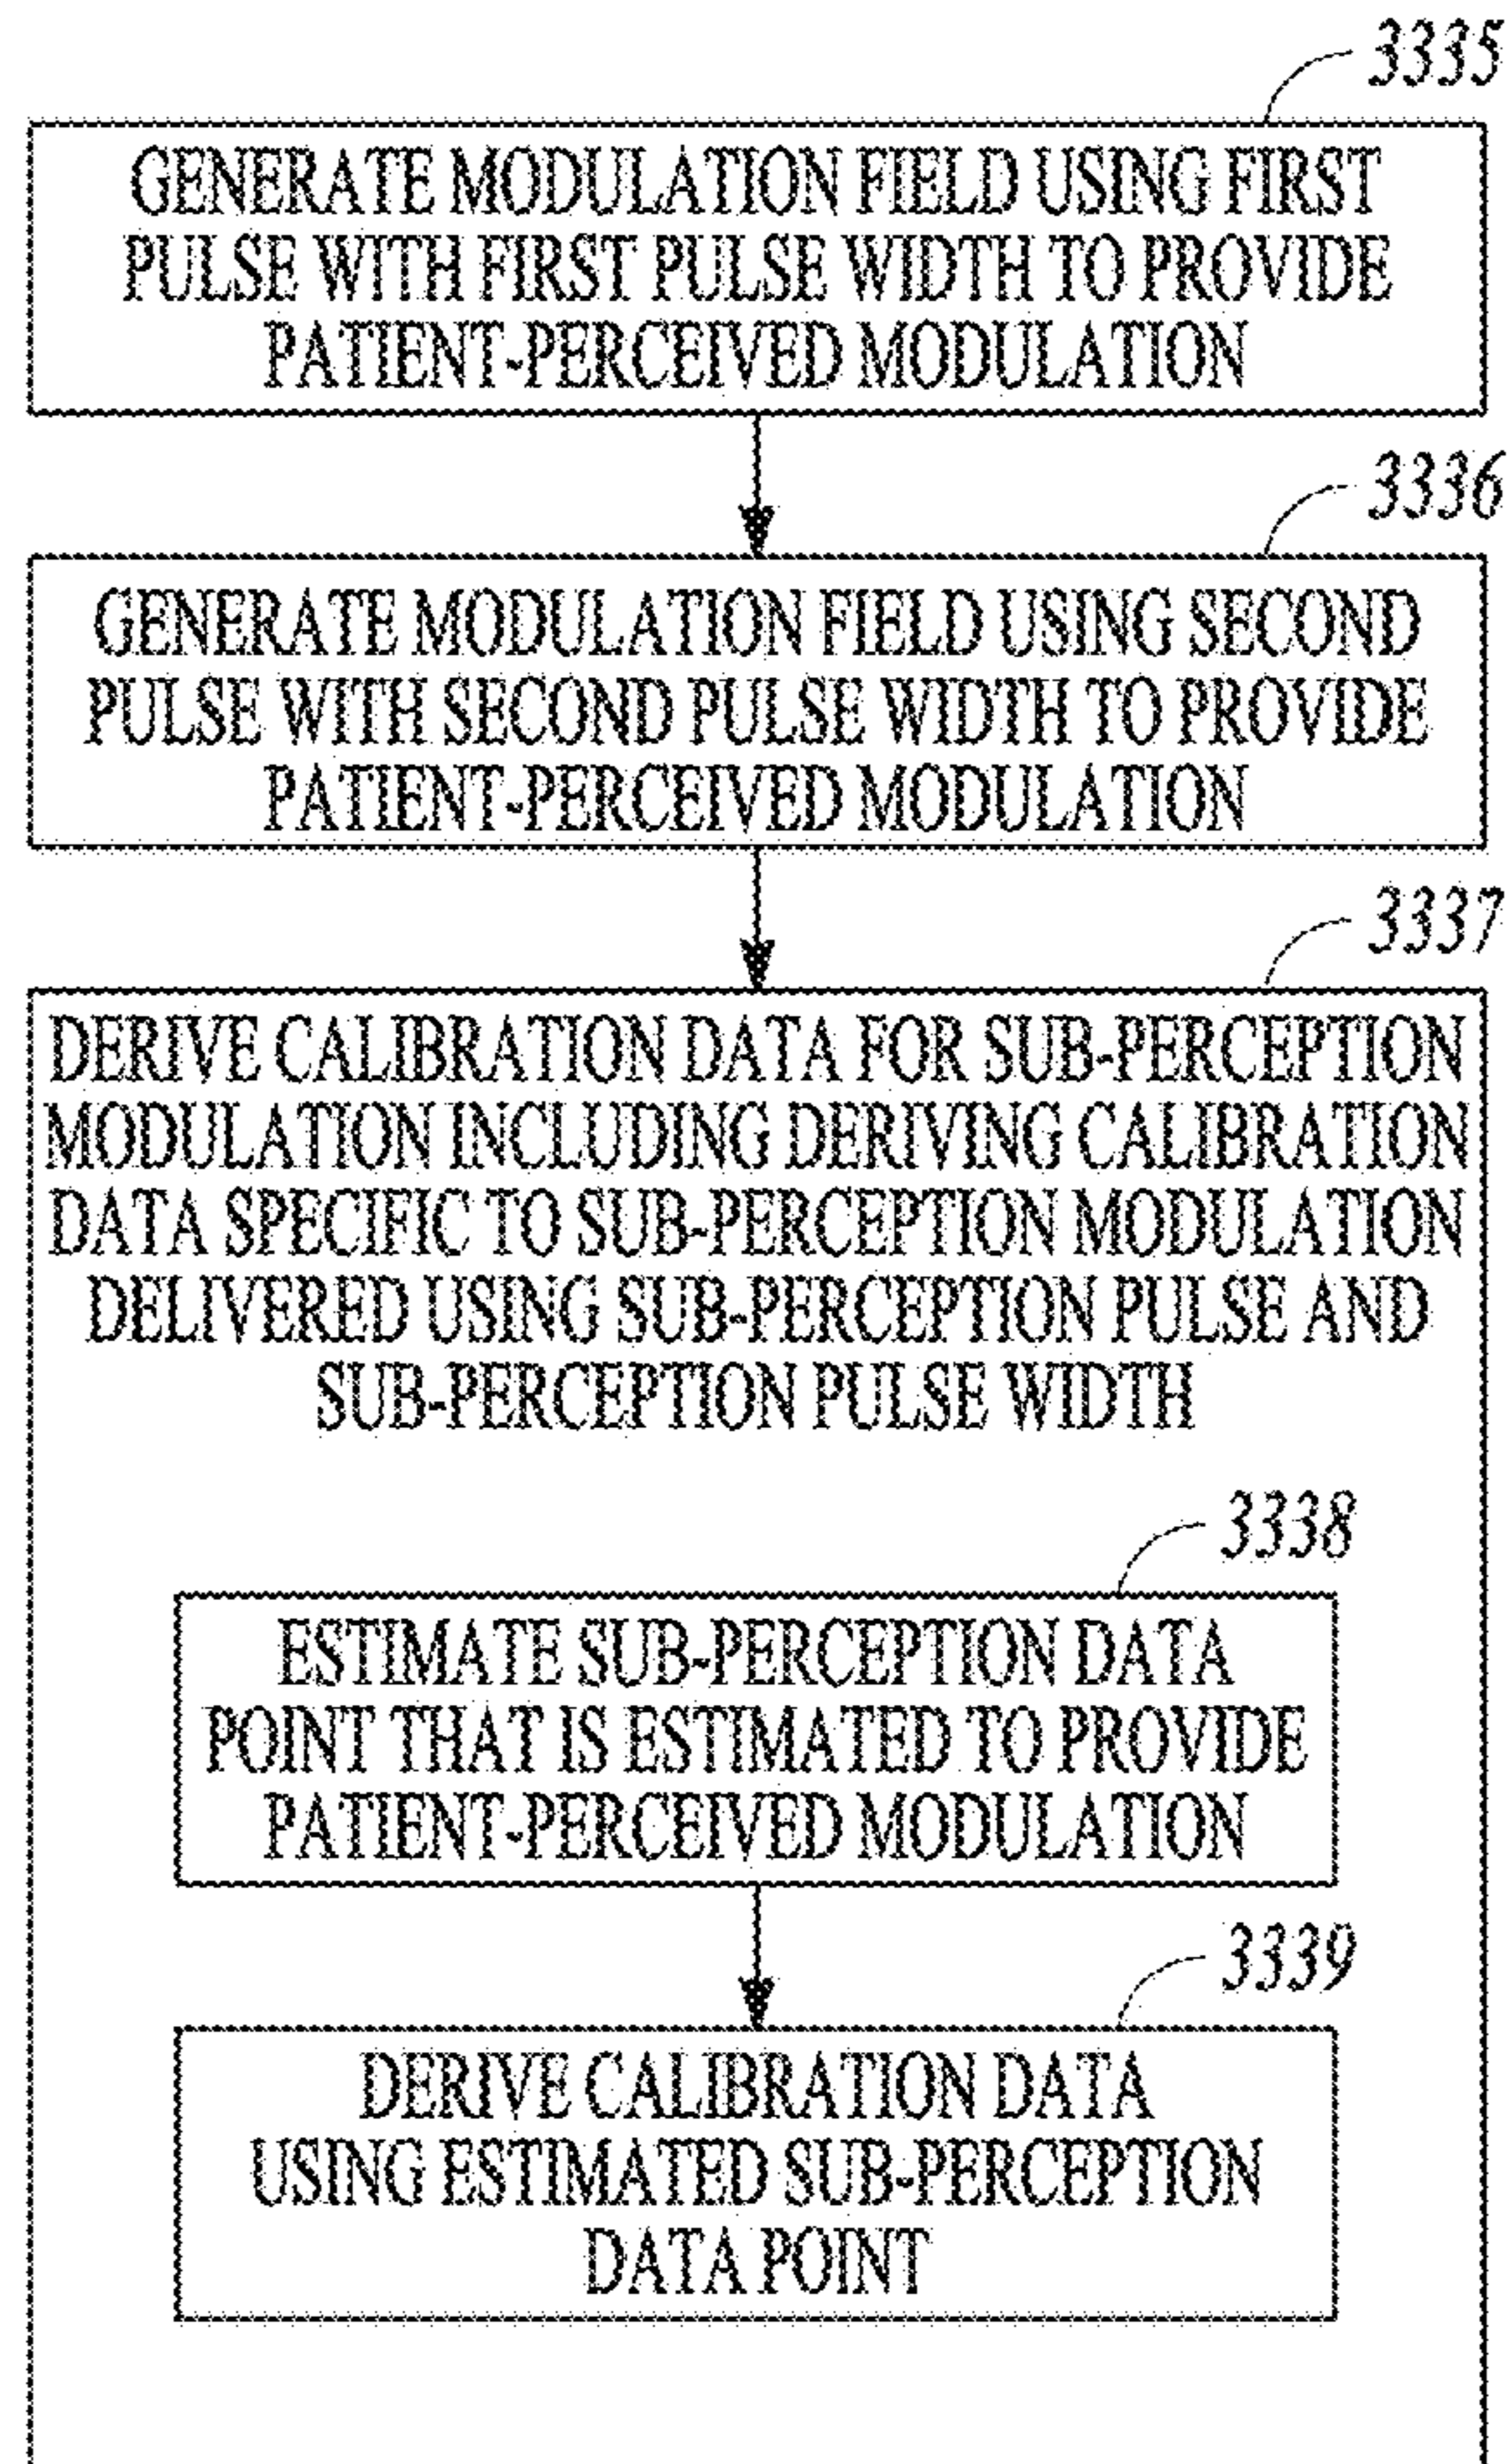 3335
GENERATE MODULATION FIELD USING FIRST
PULSE WITH FIRST PULSE WIDTH TO PROVIDE
PATIENT-PERCEIVED MODULATION
3336
GENERATE MODULATION FIELD USING SECOND
PULSE WITH SECOND PULSE WIDTH TO PROVIDE
PATIENT-PERCEIVED MODULATION
3337
DERIVE CALIBRATION DATA FOR SUB-PERCEPTION
MODULATION INCLUDING DERIVING CALIBRATION
DATA SPECIFIC TO SUB-PERCEPTION MODULATION
DELIVERED USING SUB-PERCEPTION PULSE AND
SUB-PERCEPTION PULSE WIDTH
3338
ESTIMATE SUB-PERCEPTION DATA
POINT THAT IS ESTIMATED TO PROVIDE
PATIENT-PERCEIVED MODULATION
3339
DERIVE CALIBRATION DATA
USING ESTIMATED SUB-PERCEPTION
DATA POINT